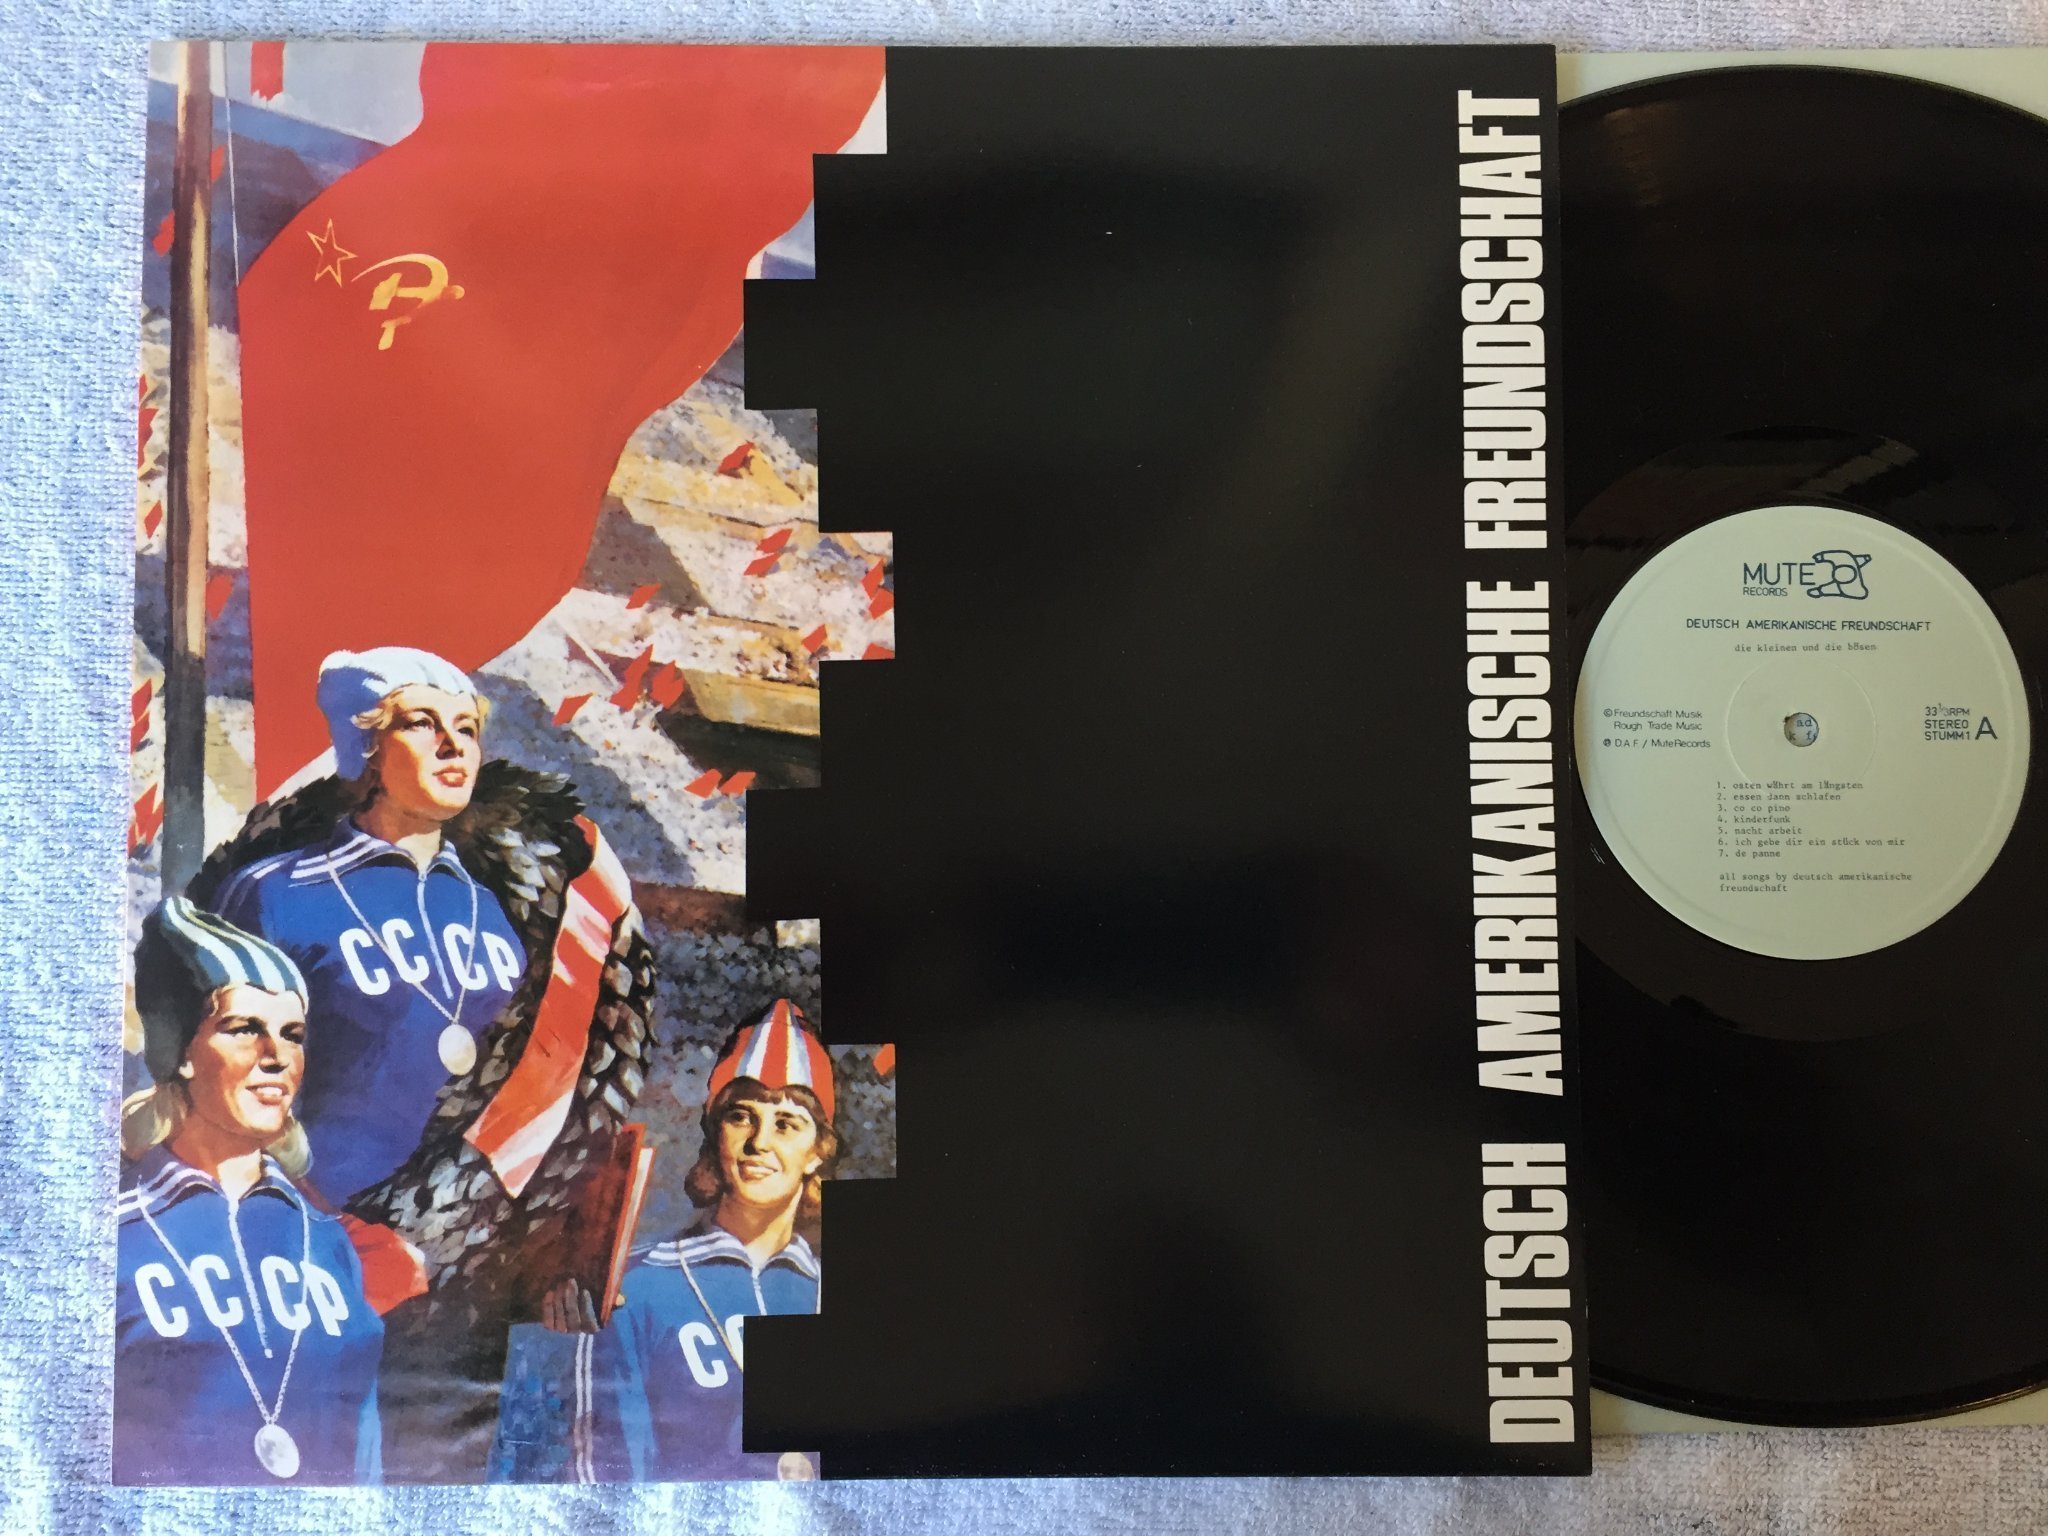 DEUTSCH AMERIKANISCHE FREUNDSCHAFT
CCCP
CCCP
CC
MUTE
RECORDS
DEUTSCH AMERIKANISCHE FREUNDSCHAFT
die kleinen und die bösen
© Freundschaft Musik
Rough Trade Music
℗ D.A.F. / Mute Records
33⅓RPM
STEREO
STUMM1 A
1. osten währt am längsten
2. essen dann schlafen
3. co co pino
4. kinderfunk
5. nacht arbeit
6. ich gebe dir ein stück von mir
7. de panne
all songs by deutsch amerikanische
freundschaft
ad